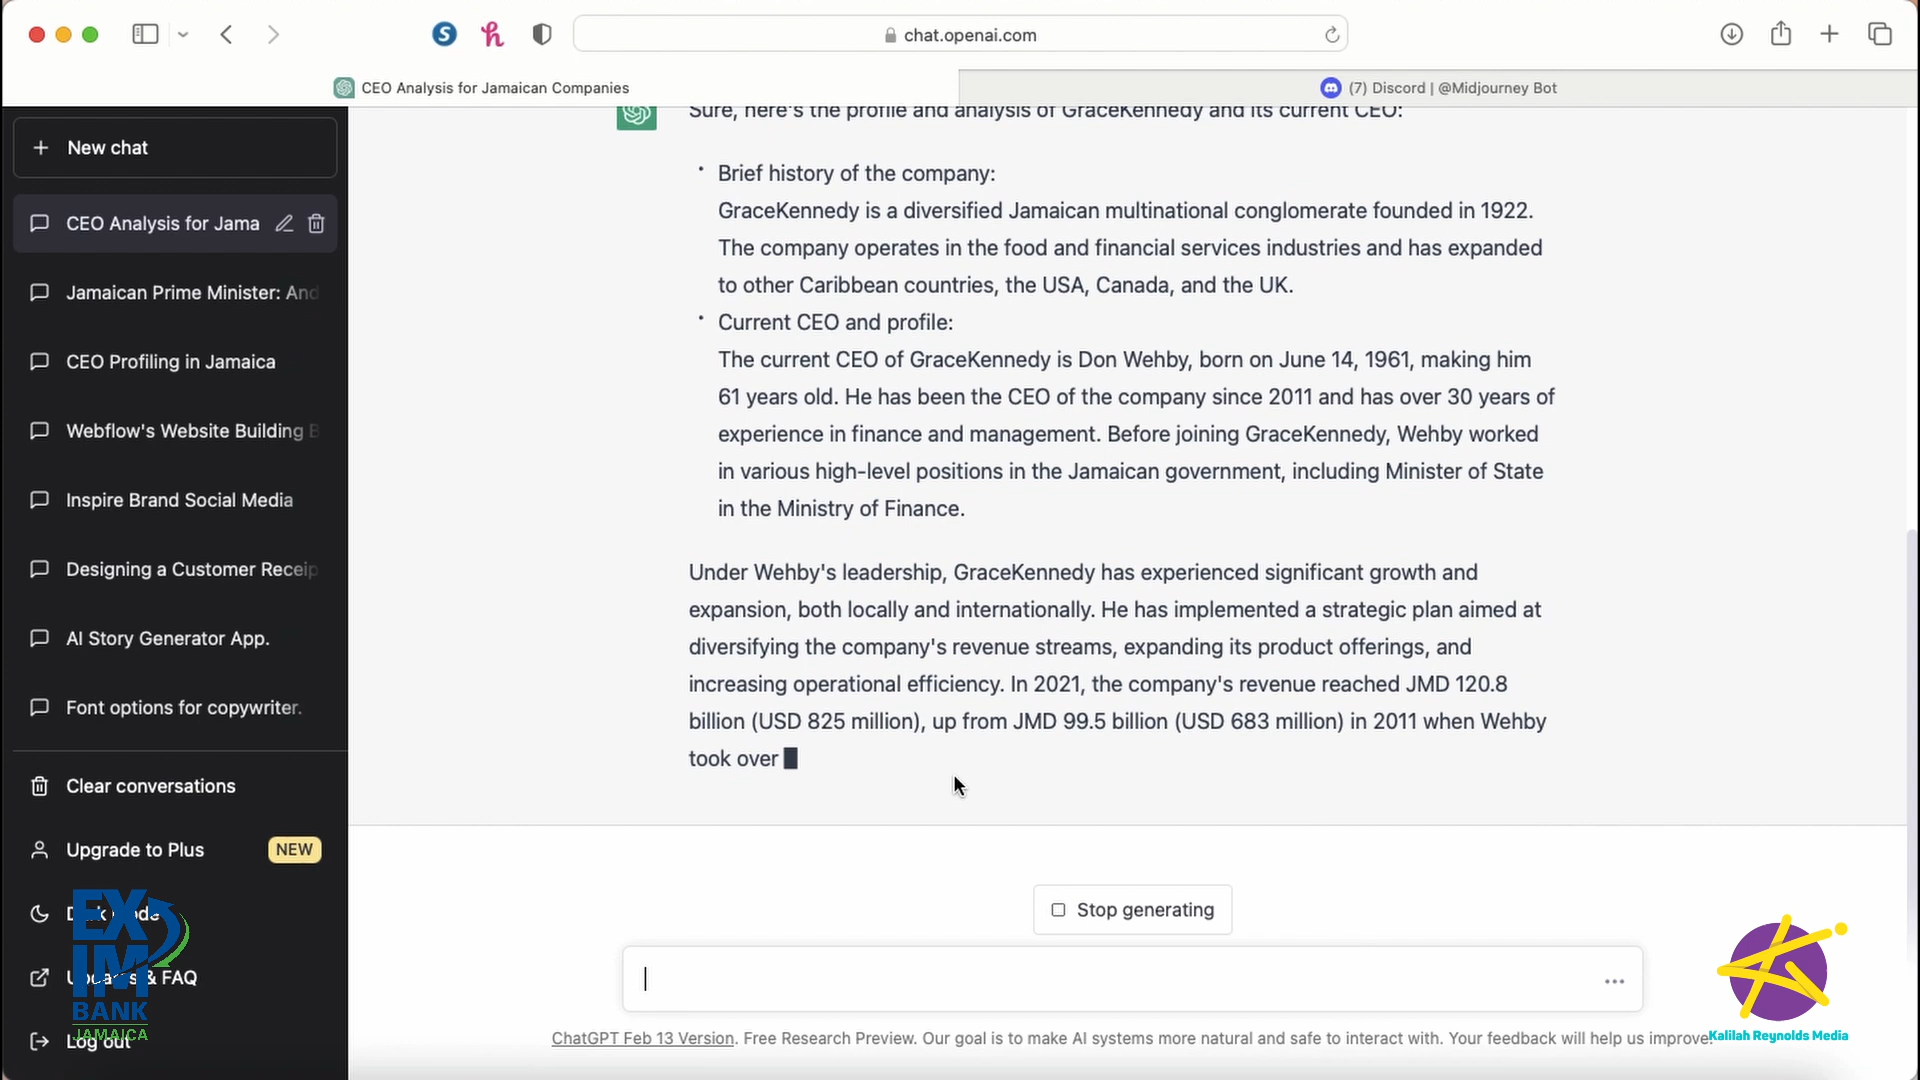 chat.openai.com
CEO Analysis for Jamaican Companies
(7) Discord | @Midjourney Bot
New chat
CEO Analysis for Jama
Jamaican Prime Minister: And
CEO Profiling in Jamaica
Webflow's Website Building B
Inspire Brand Social Media
Designing a Customer Receip
AI Story Generator App.
Font options for copywriter.
Clear conversations
Upgrade to Plus NEW
Dark mode
Updates & FAQ
Log out
EX
IM
BANK
JAMAICA
Sure, here's the profile and analysis of GraceKennedy and its current CEO:
• Brief history of the company:
GraceKennedy is a diversified Jamaican multinational conglomerate founded in 1922.
The company operates in the food and financial services industries and has expanded
to other Caribbean countries, the USA, Canada, and the UK.
• Current CEO and profile:
The current CEO of GraceKennedy is Don Wehby, born on June 14, 1961, making him
61 years old. He has been the CEO of the company since 2011 and has over 30 years of
experience in finance and management. Before joining GraceKennedy, Wehby worked
in various high-level positions in the Jamaican government, including Minister of State
in the Ministry of Finance.
Under Wehby's leadership, GraceKennedy has experienced significant growth and
expansion, both locally and internationally. He has implemented a strategic plan aimed at
diversifying the company's revenue streams, expanding its product offerings, and
increasing operational efficiency. In 2021, the company's revenue reached JMD 120.8
billion (USD 825 million), up from JMD 99.5 billion (USD 683 million) in 2011 when Wehby
took over
Stop generating
ChatGPT Feb 13 Version. Free Research Preview. Our goal is to make AI systems more natural and safe to interact with. Your feedback will help us improve.
Kalilah Reynolds Media